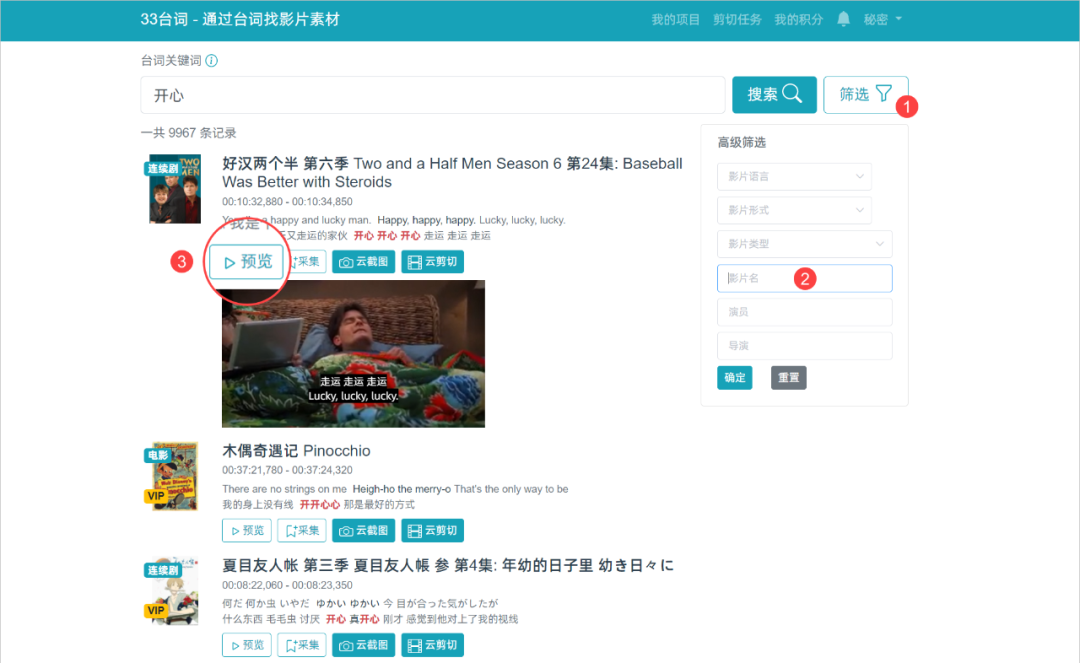 33台词 - 通过台词找影片素材
我的项目 剪切任务 我的积分 秘密
台词关键词
开心
搜索
筛选
1
一共 9967 条记录
高级筛选
影片语言
影片形式
影片类型
影片名
2
演员
导演
确定 重置
连续剧
TWO
MEN
好汉两个半 第六季 Two and a Half Men Season 6 第24集: Baseball
Was Better with Steroids
00:10:32,880 - 00:10:34,850
happy and lucky man. Happy, happy, happy. Lucky, lucky, lucky.
我是
又走运的家伙 开心 开心 开心 走运 走运 走运
3
预览
采集
云截图
云剪切
走运 走运 走运
Lucky, lucky, lucky.
电影
VIP
木偶奇遇记 Pinocchio
00:37:21,780 - 00:37:24,320
There are no strings on me Heigh-ho the merry-o That's the only way to be
我的身上没有线 开开心心 那是最好的方式
预览 采集 云截图 云剪切
连续剧
VIP
夏目友人帐 第三季 夏目友人帳 参 第4集: 年幼的日子里 幼き日々に
00:08:22,060 - 00:08:23,350
何だ 何か虫 いやだ ゆかい ゆかい 今 目が合った気がしたが
什么东西 毛毛虫 讨厌 开心 真开心 刚才 感觉到他对上了我的视线
预览 采集 云截图 云剪切